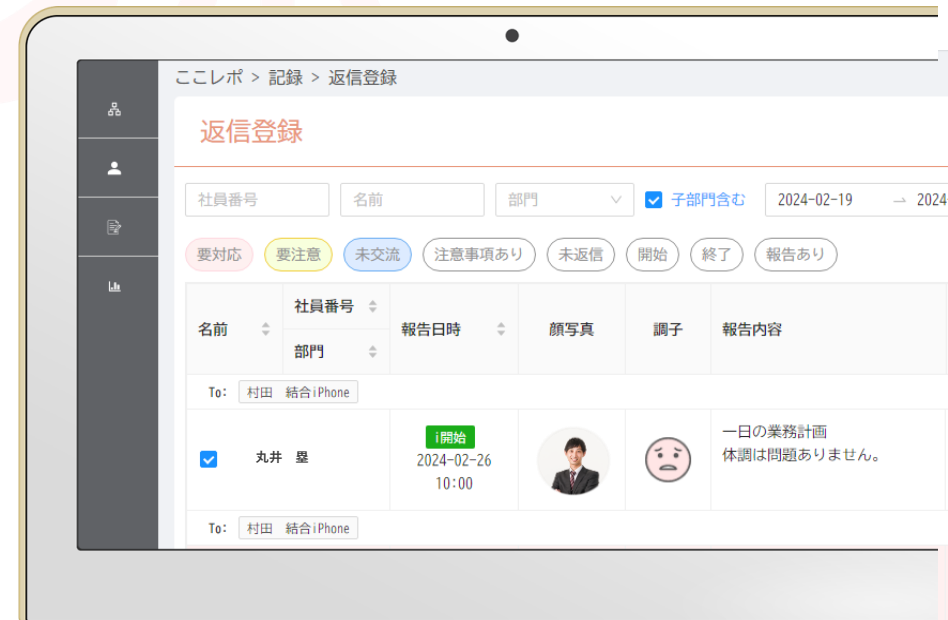 ここレポ > 記録 > 返信登録
返信登録
社員番号 名前 部門 子部門含む 2024-02-19 → 2024-
要対応 要注意 未交流 注意事項あり 未返信 開始 終了 報告あり
名前 社員番号 部門 報告日時 顔写真 調子 報告内容
To: 村田 結合iPhone
丸井 塁 i開始 2024-02-26 10:00
一日の業務計画
体調は問題ありません。
To: 村田 結合iPhone